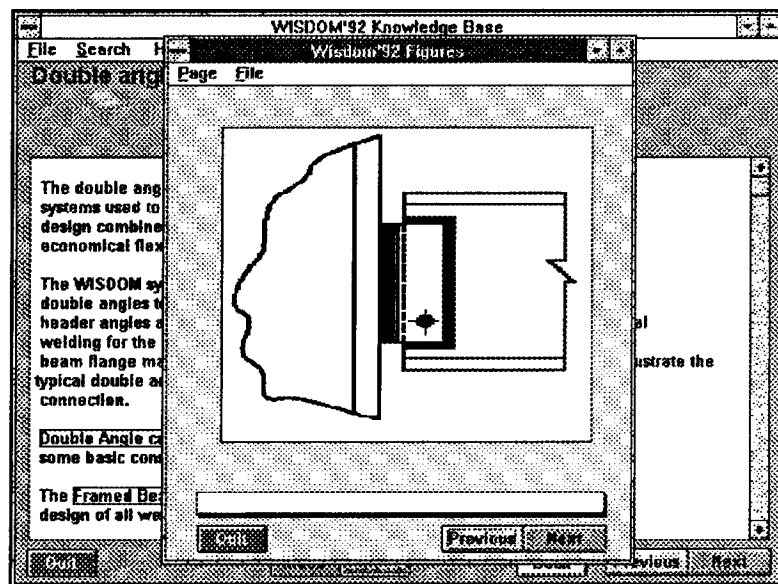 WISDOM'92 Knowledge Base
File Search H
Wisdom'92 Figures
Page File
Double ang
The double ang
systems used to
design combine
economical flex
The WISDOM sy
double angles t
header angles a
al
welding for the
beam flange ma
ustrate the
typical double a
connection.
Double Angle c
some basic con
The Framed Be
design of all we
Quit Previous Next
Quit Previous Next